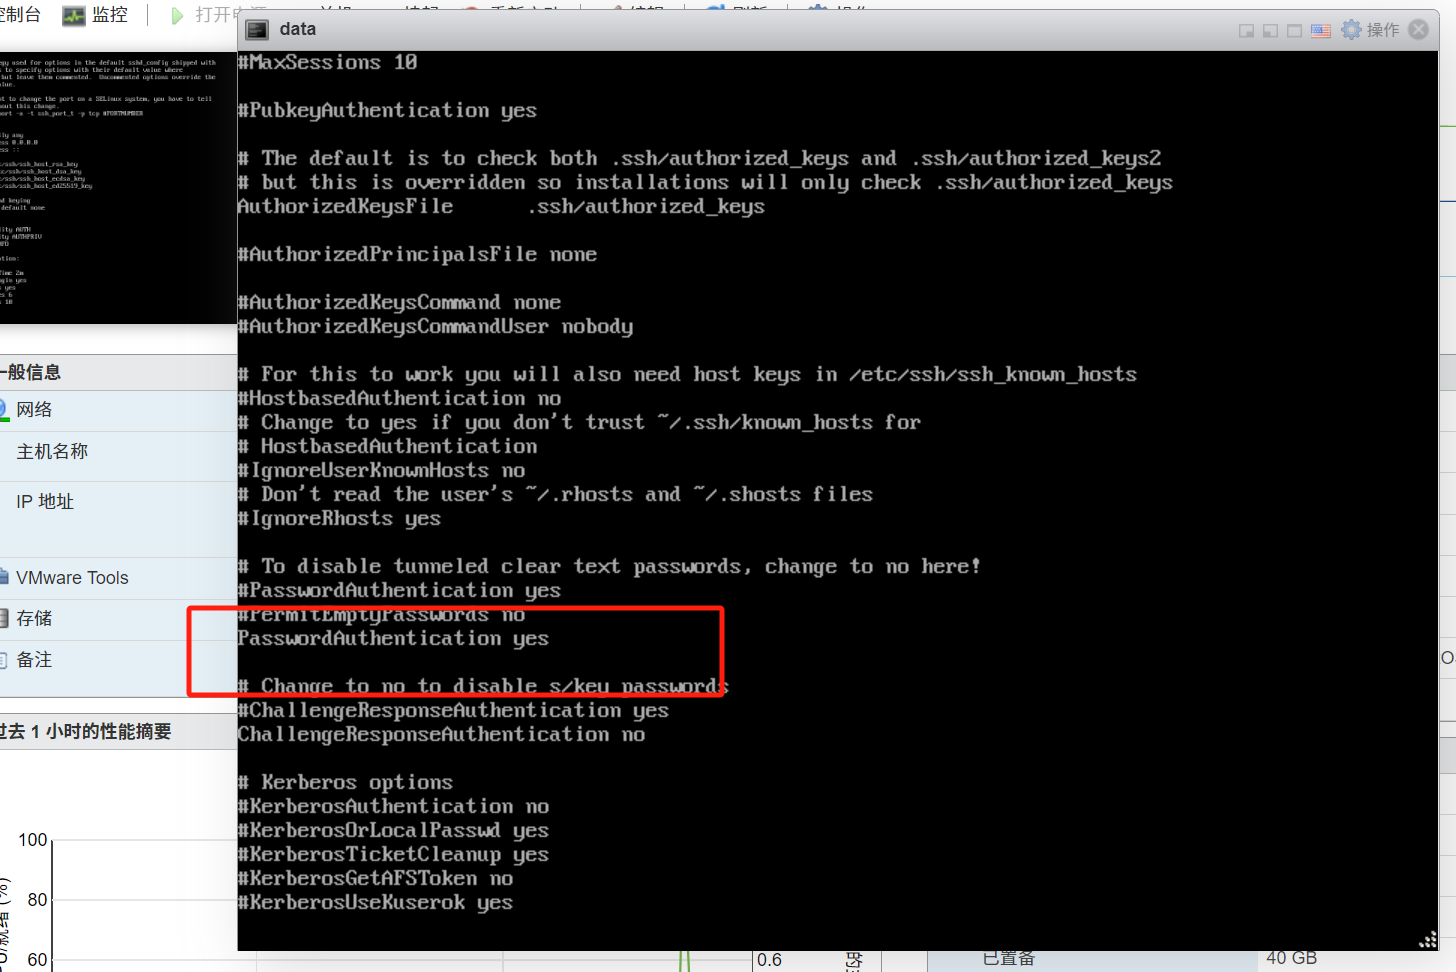 控制台 监控 打开电源
data 操作
#MaxSessions 10
#PubkeyAuthentication yes
# The default is to check both .ssh/authorized_keys and .ssh/authorized_keys2
# but this is overridden so installations will only check .ssh/authorized_keys
AuthorizedKeysFile .ssh/authorized_keys
#AuthorizedPrincipalsFile none
#AuthorizedKeysCommand none
#AuthorizedKeysCommandUser nobody
# For this to work you will also need host keys in /etc/ssh/ssh_known_hosts
#HostbasedAuthentication no
# Change to yes if you don't trust ~/.ssh/known_hosts for
# HostbasedAuthentication
#IgnoreUserKnownHosts no
# Don't read the user's ~/.rhosts and ~/.shosts files
#IgnoreRhosts yes
# To disable tunneled clear text passwords, change to no here!
#PasswordAuthentication yes
#PermitEmptyPasswords no
PasswordAuthentication yes
# Change to no to disable s/key passwords
#ChallengeResponseAuthentication yes
ChallengeResponseAuthentication no
# Kerberos options
#KerberosAuthentication no
#KerberosOrLocalPasswd yes
#KerberosTicketCleanup yes
#KerberosGetAFSToken no
#KerberosUseKuserok yes
一般信息
网络
主机名称
IP 地址
VMware Tools
存储
备注
过去 1 小时的性能摘要
100
80
60
0.6
已置备 40 GB